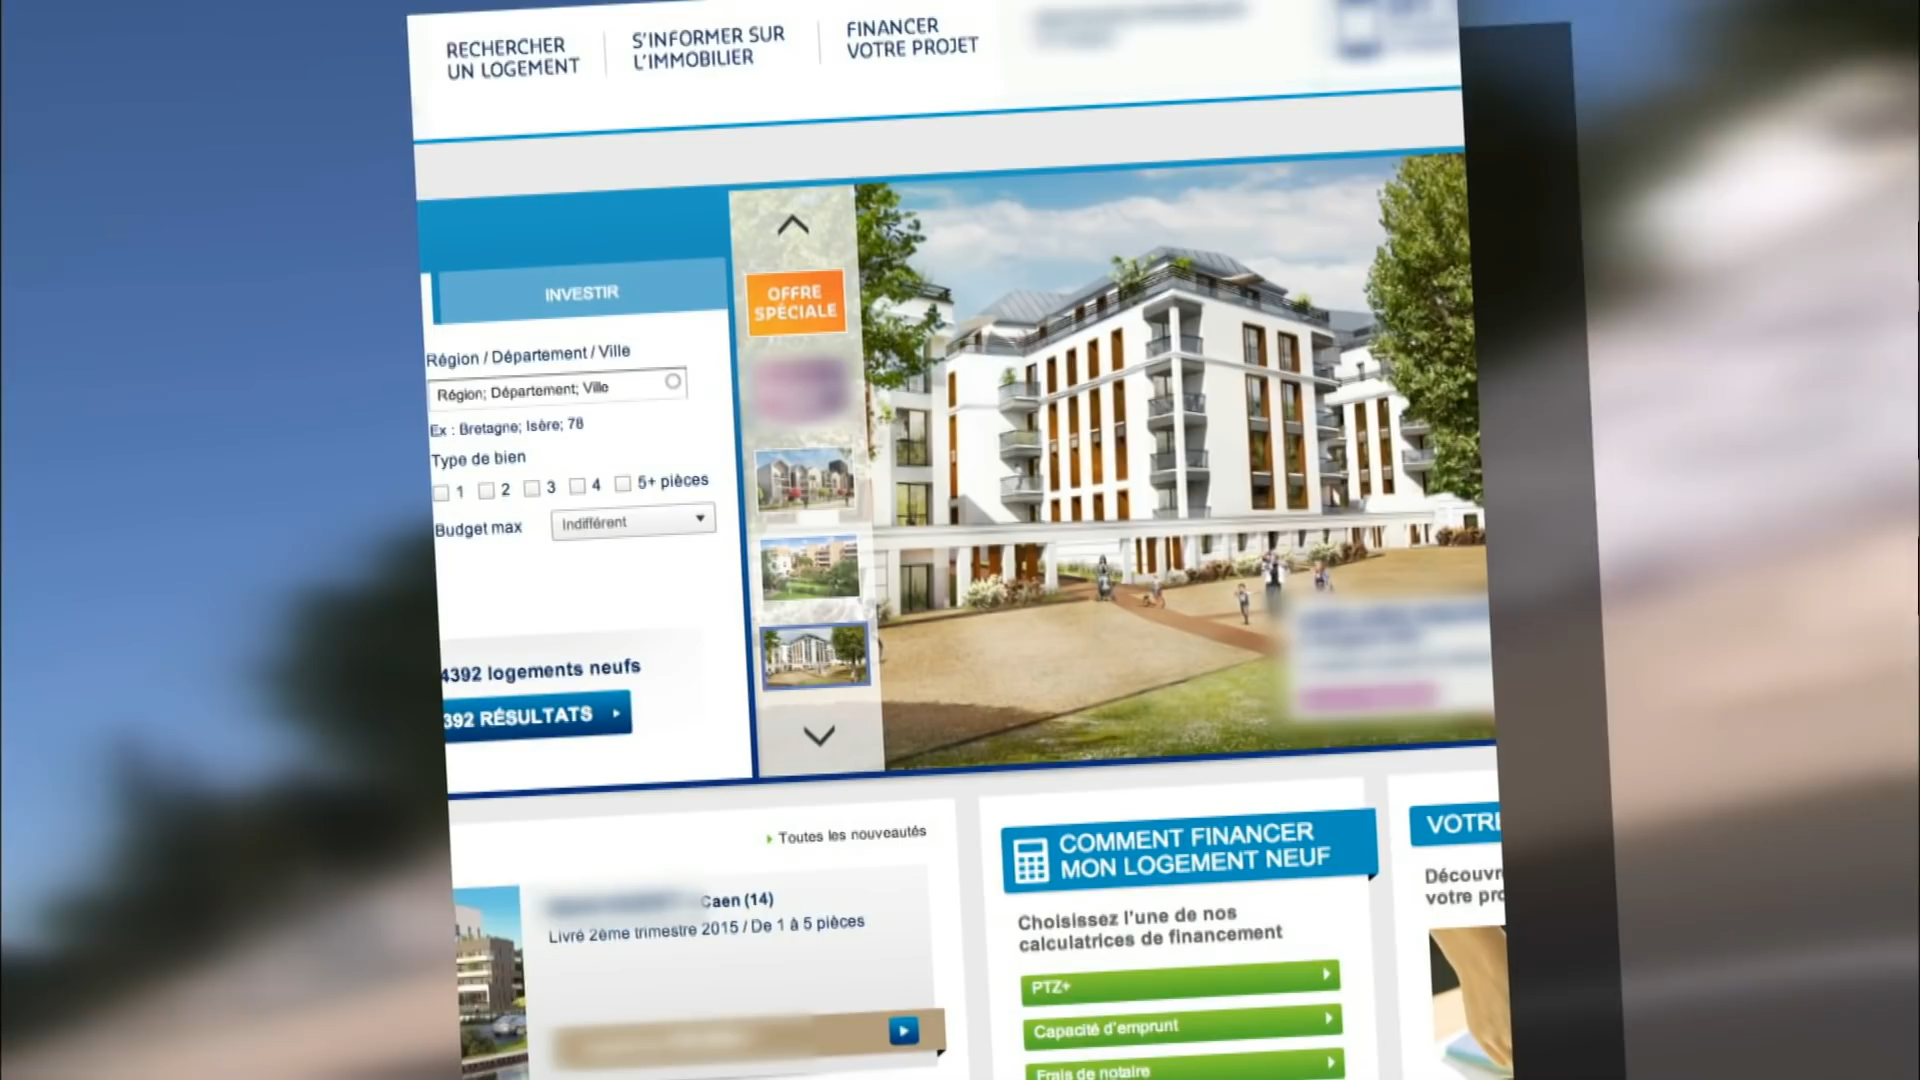 RECHERCHER
UN LOGEMENT
S'INFORMER SUR
L'IMMOBILIER
FINANCER
VOTRE PROJET
INVESTIR
Région / Département / Ville
Région; Département; Ville
Ex : Bretagne; Isère; 78
Type de bien
1 2 3 4 5+ pièces
Budget max Indifférent
4392 logements neufs
392 RÉSULTATS
OFFRE
SPÉCIALE
Toutes les nouveautés
Caen (14)
Livré 2ème trimestre 2015 / De 1 à 5 pièces
COMMENT FINANCER
MON LOGEMENT NEUF
Choisissez l'une de nos
calculatrices de financement
PTZ+
Capacité d'emprunt
Frais de notaire
VOTRE
Découvr
votre pro